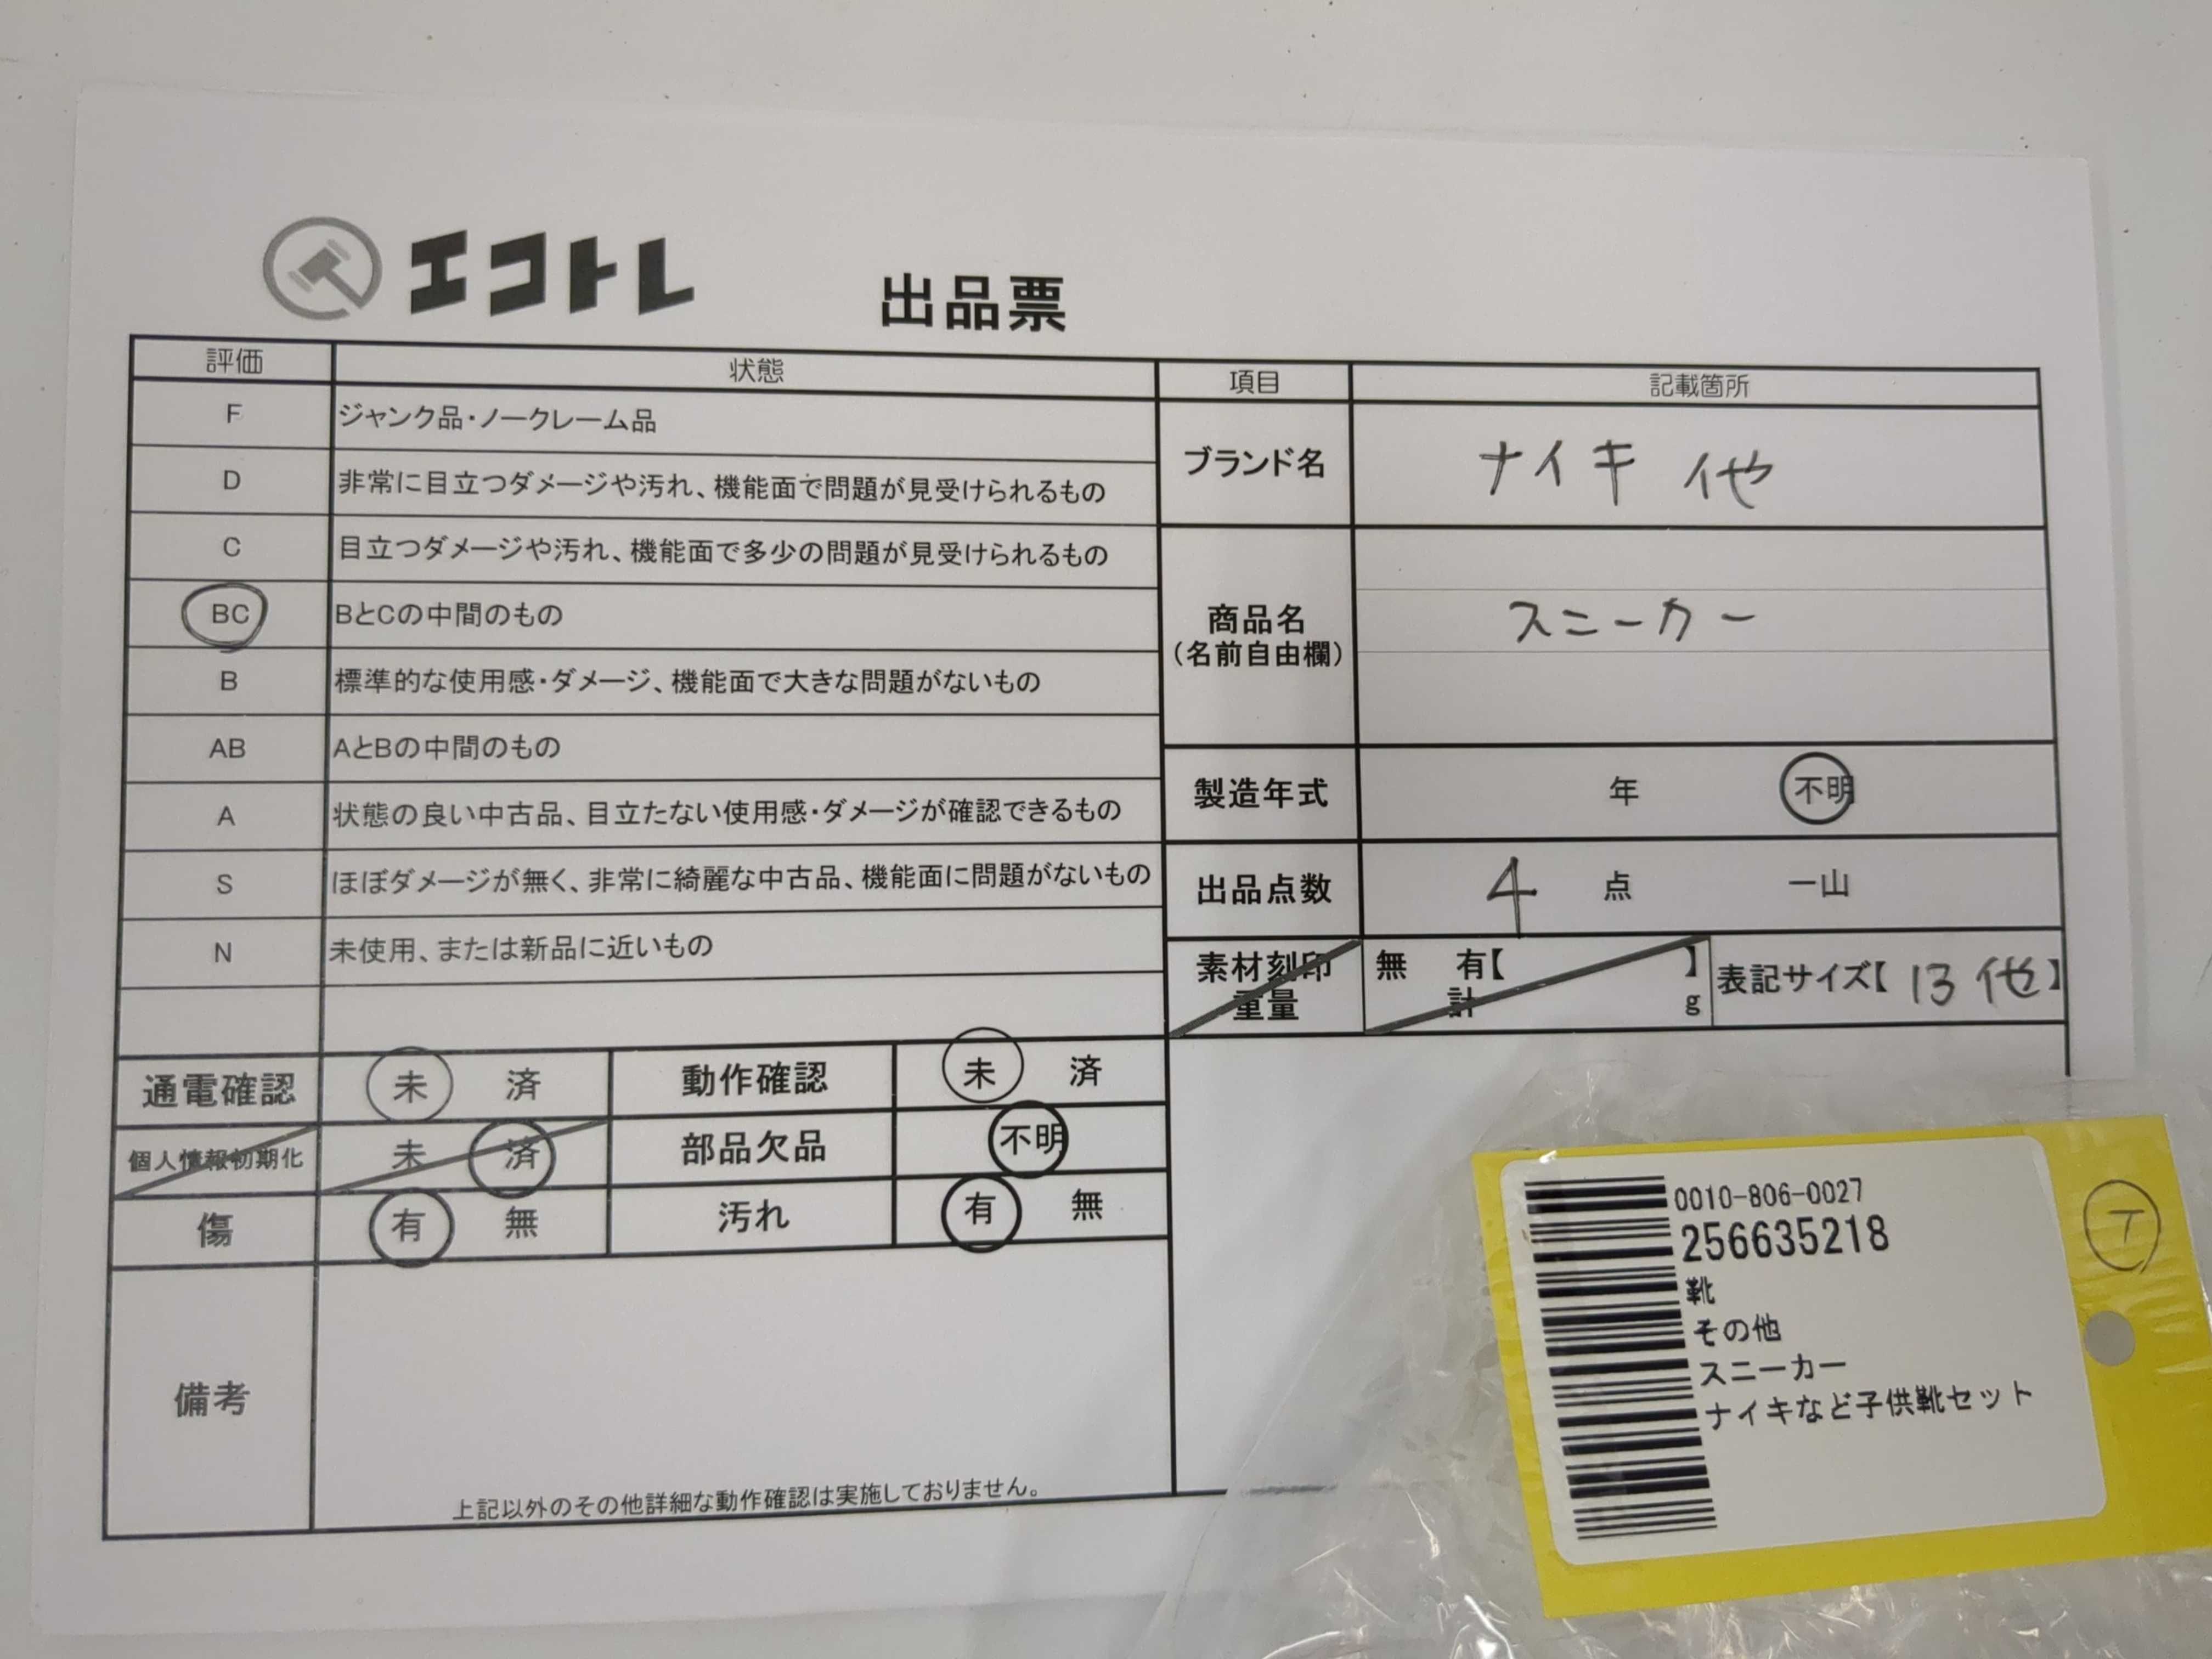 エコトレ
出品票
評価 状態
F ジャンク品・ノークレーム品
D 非常に目立つダメージや汚れ、機能面で問題が見受けられるもの
C 目立つダメージや汚れ、機能面で多少の問題が見受けられるもの
BC BとCの中間のもの
B 標準的な使用感・ダメージ、機能面で大きな問題がないもの
AB AとBの中間のもの
A 状態の良い中古品、目立たない使用感・ダメージが確認できるもの
S ほぼダメージが無く、非常に綺麗な中古品、機能面に問題がないもの
N 未使用、または新品に近いもの
項目 記載箇所
ブランド名 ナイキ 他
商品名
(名前自由欄)
スニーカー
製造年式 年 不明
出品点数 4 点 一山
素材刻印
重量
無 有【 】
計 g
表記サイズ【 13 他】
通電確認 未 済 動作確認 未 済
個人情報初期化 未 済 部品欠品 不明
傷 有 無 汚れ 有 無
備考
上記以外のその他詳細な動作確認は実施しておりません。
0010-806-0027
256635218
靴
その他
スニーカー
ナイキなど子供靴セット